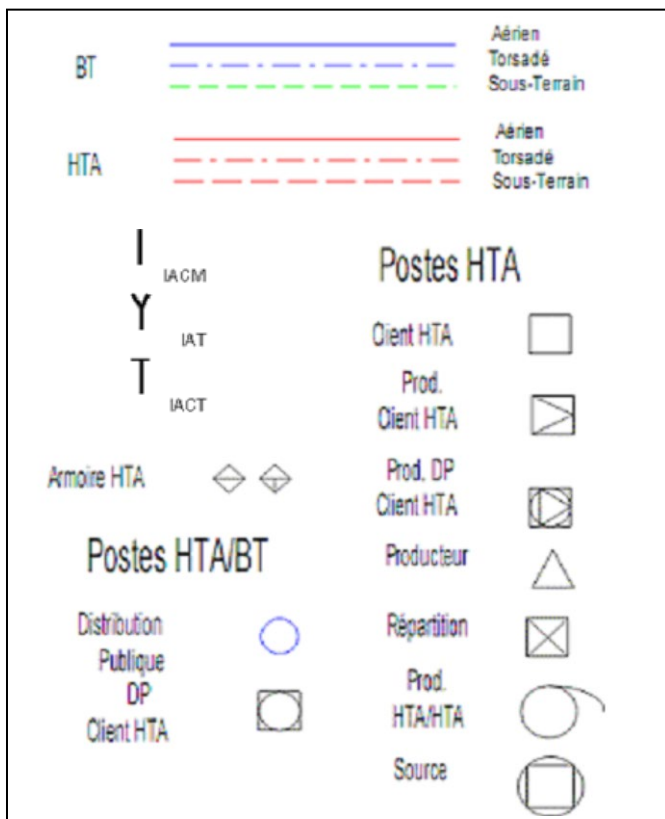 BT
Aérien
Torsadé
Sous-Terrain
HTA
Aérien
Torsadé
Sous-Terrain
IACM
IAT
IACT
Armoire HTA
Postes HTA/BT
Distribution
Publique
DP
Client HTA
Postes HTA
Client HTA
Prod.
Client HTA
Prod. DP
Client HTA
Producteur
Répartition
Prod.
HTA/HTA
Source